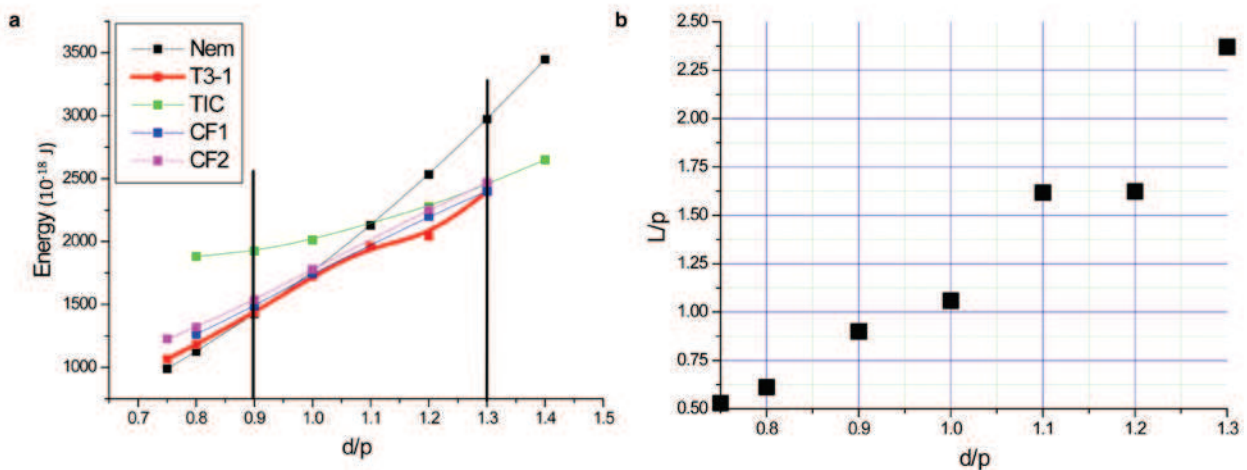 a
Nem
T3-1
TIC
CF1
CF2
3500
3000
2500
2000
1500
1000
Energy (10⁻¹⁸ J)
0.7 0.8 0.9 1.0 1.1 1.2 1.3 1.4 1.5
d/p
b
2.50
2.25
2.00
1.75
1.50
1.25
1.00
0.75
0.50
L/p
0.8 0.9 1.0 1.1 1.2 1.3
d/p